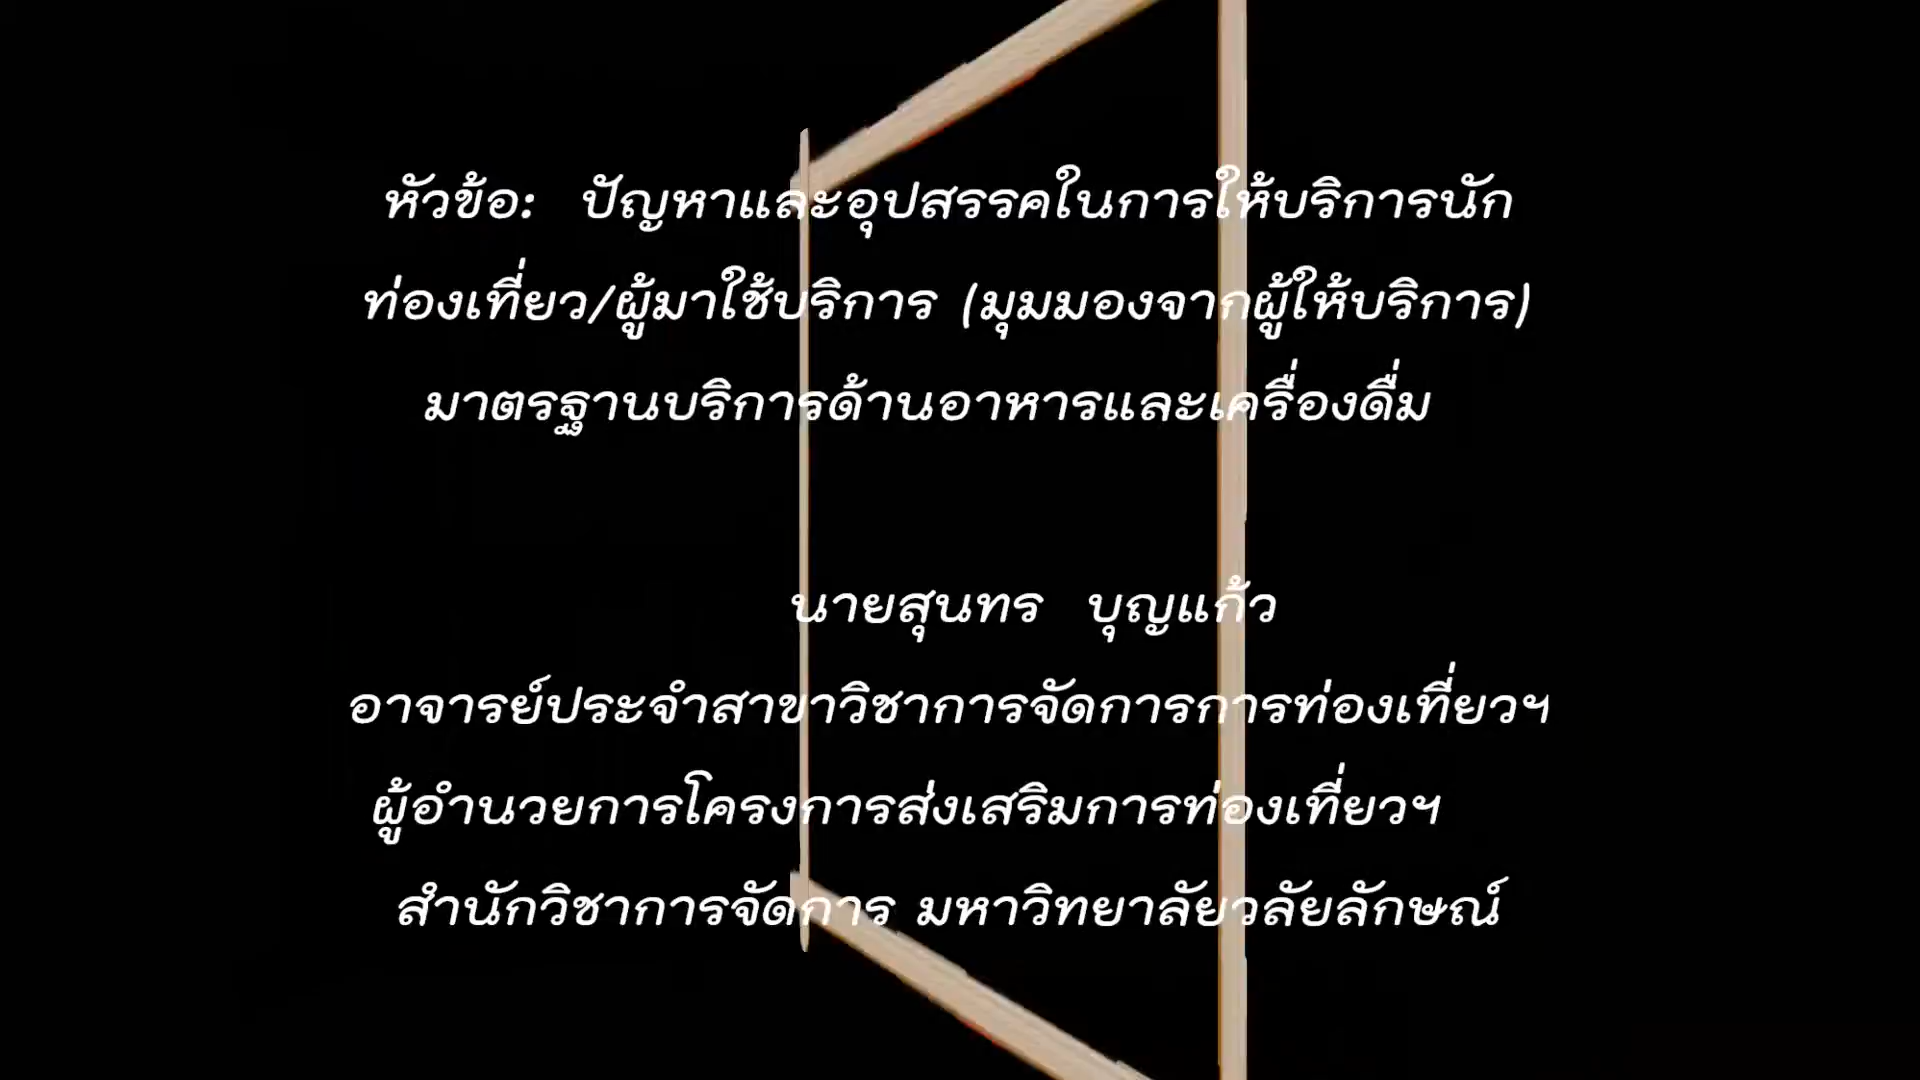 หัวข้อ: ปัญหาและอุปสรรคในการให้บริการนัก
ท่องเที่ยว/ผู้มาใช้บริการ (มุมมองจากผู้ให้บริการ)
มาตรฐานบริการด้านอาหารและเครื่องดื่ม
นายสุนทร บุญแก้ว
อาจารย์ประจำสาขาวิชาการจัดการการท่องเที่ยวฯ
ผู้อำนวยการโครงการส่งเสริมการท่องเที่ยวฯ
สำนักวิชาการจัดการ มหาวิทยาลัยวลัยลักษณ์